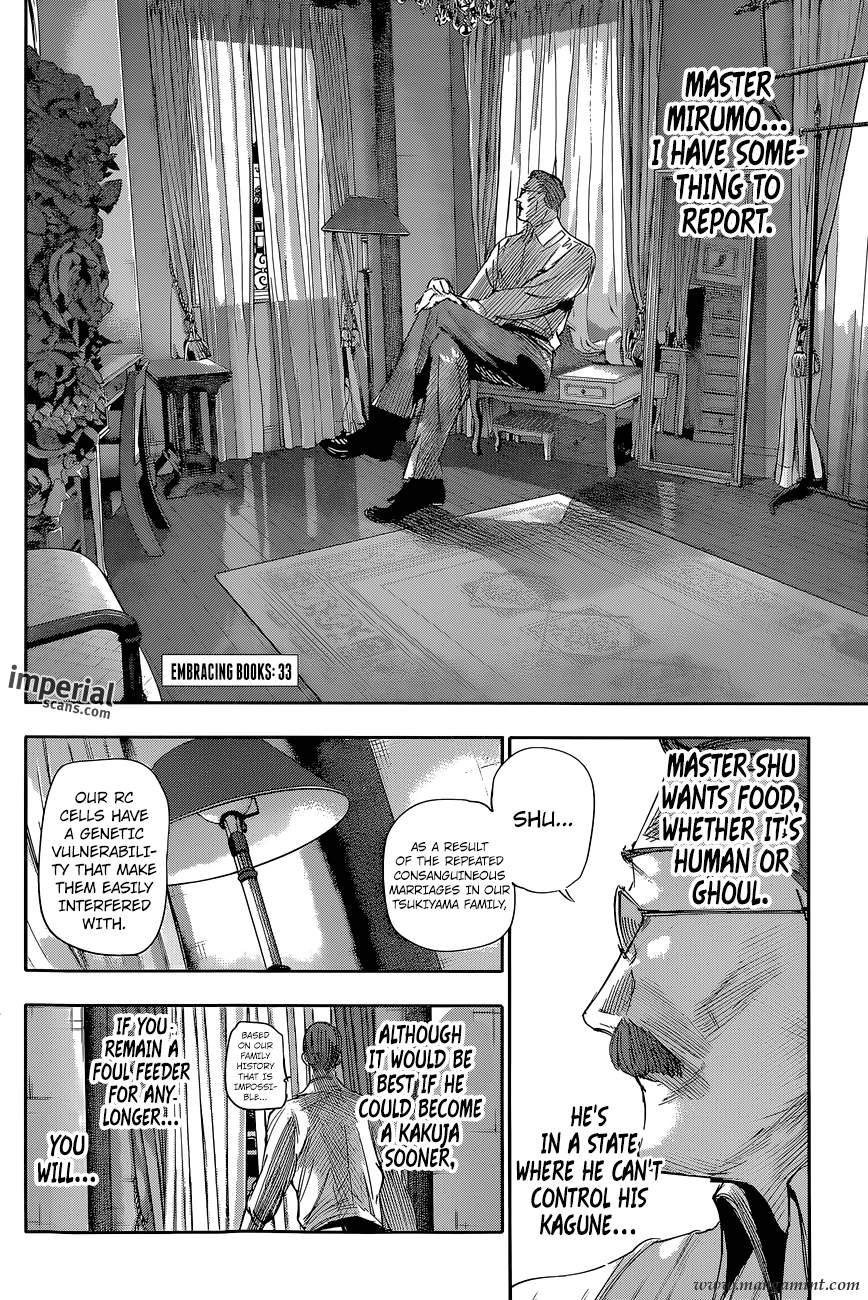 MASTER
MIRUMO...
I HAVE SOME-
THING TO
REPORT.
EMBRACING BOOKS: 33
imperial
scans.com
MASTER SHU
WANTS FOOD,
WHETHER IT'S
HUMAN OR
GHOUL.
HE'S
IN A STATE
WHERE HE CAN'T
CONTROL HIS
KAGUNE...
SHU...
AS A RESULT
OF THE REPEATED
CONSANGUINEOUS
MARRIAGES IN OUR
TSUKIYAMA FAMILY,
OUR RC
CELLS HAVE
A GENETIC
VULNERABILI-
TY THAT MAKE
THEM EASILY
INTERFERED
WITH.
ALTHOUGH
IT WOULD BE
BEST IF HE
COULD BECOME
A KAKUJA
SOONER,
BASED
ON OUR
FAMILY
HISTORY
THAT IS
IMPOSSI-
BLE...
IF YOU
REMAIN A
FOUL FEEDER
FOR ANY
LONGER...
YOU
WILL...
www.mangamint.com